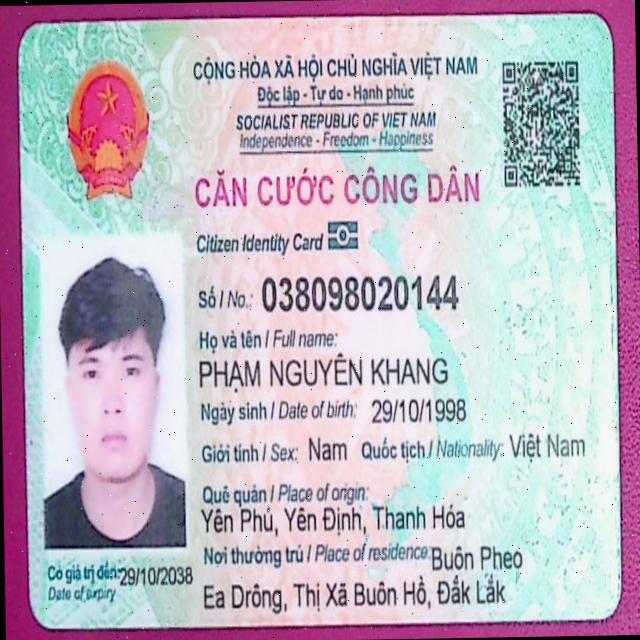 CỘNG HÒA XÃ HỘI CHỦ NGHĨA VIỆT NAM
Độc lập - Tự do - Hạnh phúc
SOCIALIST REPUBLIC OF VIET NAM
Independence - Freedom - Happiness
CĂN CƯỚC CÔNG DÂN
Citizen Identity Card
Số / No.: 038098020144
Họ và tên / Full name:
PHẠM NGUYÊN KHANG
Ngày sinh / Date of birth: 29/10/1998
Giới tính / Sex: Nam Quốc tịch / Nationality: Việt Nam
Quê quán / Place of origin:
Yên Phú, Yên Định, Thanh Hóa
Nơi thường trú / Place of residence: Buôn Pheo
Ea Drông, Thị Xã Buôn Hồ, Đắk Lắk
Có giá trị đến: 29/10/2038
Date of expiry